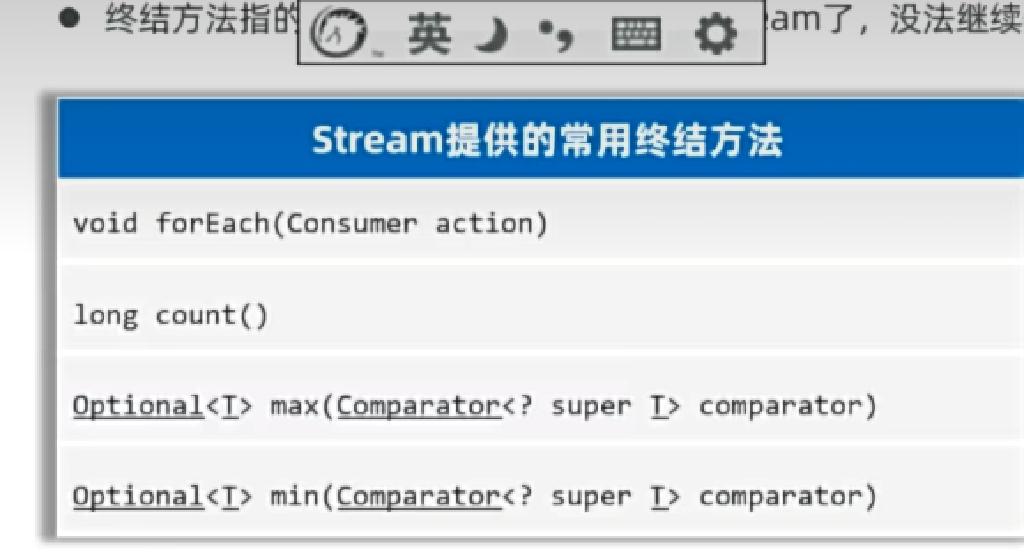 终结方法指的
英
eam了，没法继续
Stream提供的常用终结方法
void forEach(Consumer action)
long count()
Optional<T> max(Comparator<? super T> comparator)
Optional<T> min(Comparator<? super T> comparator)